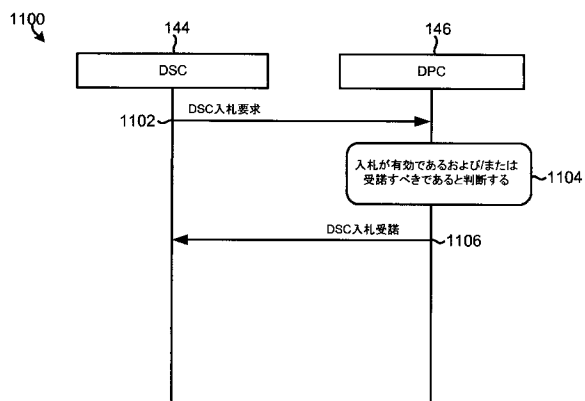 1100
144
146
DSC
DPC
DSC入札要求
1102
入札が有効であるおよび/または
受諾すべきであると判断する
1104
DSC入札受諾
1106